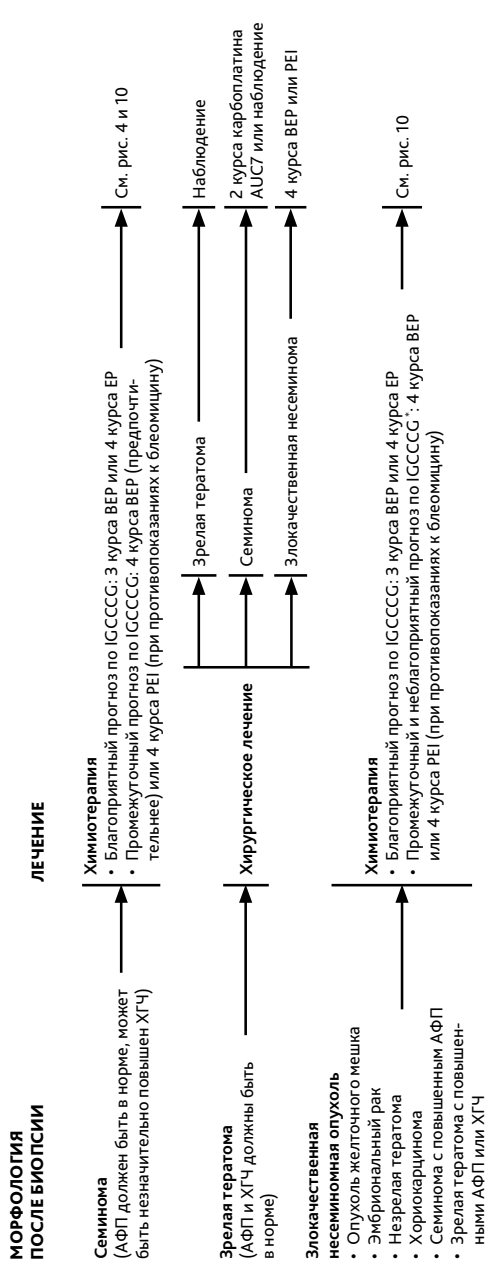 МОРФОЛОГИЯ
ПОСЛЕ БИОПСИИ
ЛЕЧЕНИЕ
Семинома
(АФП должен быть в норме, может
быть незначительно повышен ХГЧ)
Химиотерапия
• Благоприятный прогноз по IGCCCG: 3 курса BEP или 4 курса EP
• Промежуточный прогноз по IGCCCG: 4 курса BEP (предпочти-
тельнее) или 4 курса PEI (при противопоказаниях к блеомицину)
См. рис. 4 и 10
Зрелая тератома
(АФП и ХГЧ должны быть
в норме)
Хирургическое лечение
Зрелая тератома
Наблюдение
Семинома
2 курса карбоплатина
AUC7 или наблюдение
Злокачественная несеминома
4 курса BEP или PEI
Злокачественная
несеминомная опухоль
• Опухоль желточного мешка
• Эмбриональный рак
• Незрелая тератома
• Хориокарцинома
• Семинома с повышенным АФП
• Зрелая тератома с повышен-
ными АФП или ХГЧ
Химиотерапия
• Благоприятный прогноз по IGCCCG: 3 курса BEP или 4 курса EP
• Промежуточный и неблагоприятный прогноз по IGCCCG*: 4 курса BEP
или 4 курса PEI (при противопоказаниях к блеомицину)
См. рис. 10